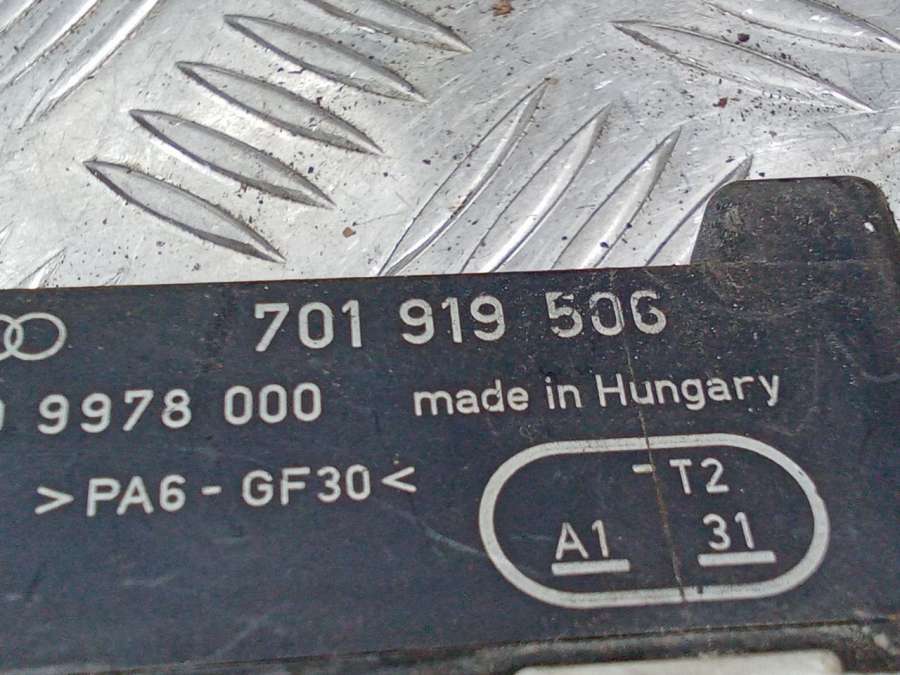 701 919 506
9978 000
made in Hungary
>PA6-GF30<
-T2
A1 31